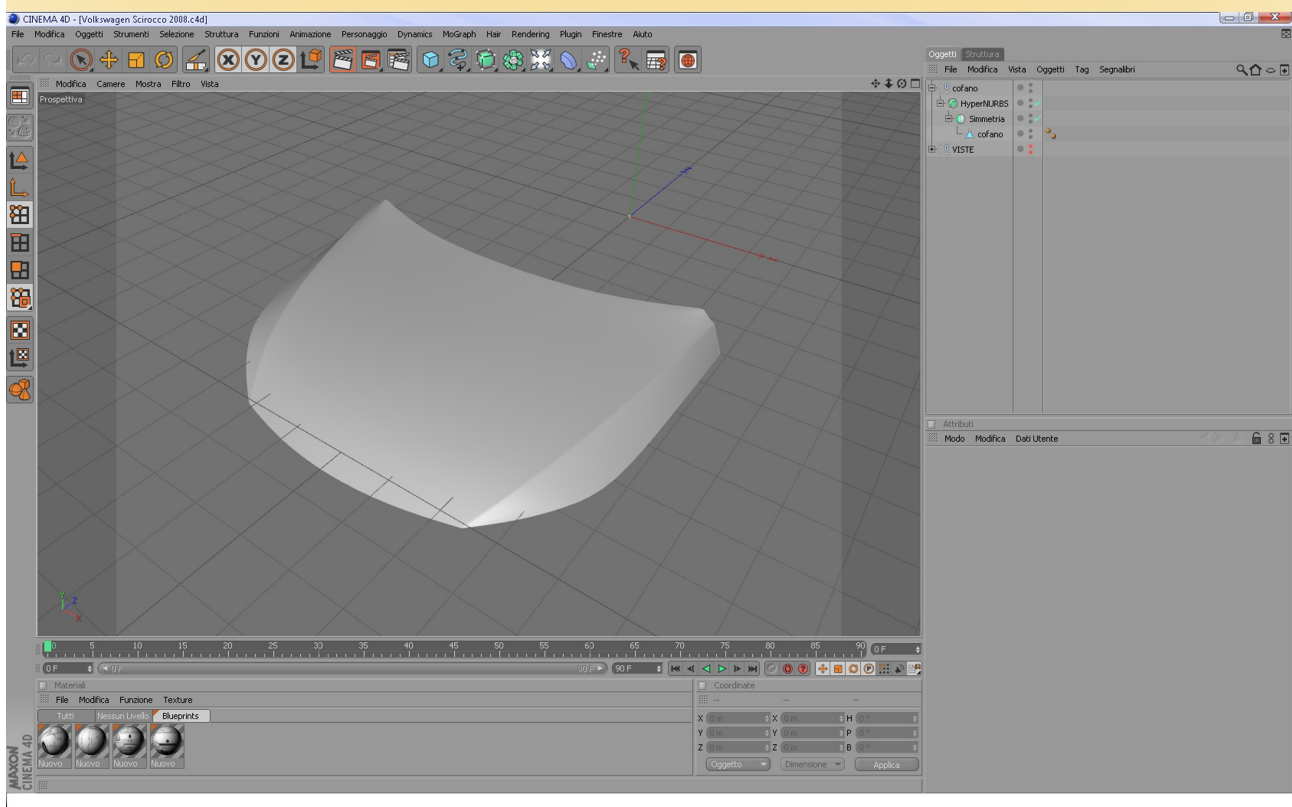 CINEMA 4D - [Volkswagen Scirocco 2008.c4d]
File Modifica Oggetti Strumenti Selezione Struttura Funzioni Animazione Personaggio Dynamics MoGraph Hair Rendering Plugin Finestre Aiuto
X Y Z
Modifica Camere Mostra Filtro Vista
Prospettiva
Y Z X
Oggetti Struttura
File Modifica Vista Oggetti Tag Segnalibri
cofano
HyperNURBS
Simmetria
cofano
VISTE
Attributi
Modo Modifica Dati Utente
0 5 10 15 20 25 30 35 40 45 50 55 60 65 70 75 80 85 90 0 F
0 F 0 F 90 F 90 F
Materiali
File Modifica Funzione Texture
Tutti Nessun Livello Blueprints
Nuovo Nuovo Nuovo Nuovo
Coordinate
-- -- --
X 0 m X 0 m H 0 °
Y 0 m Y 0 m P 0 °
Z 0 m Z 0 m B 0 °
Oggetto Dimensione Applica
MAXON
CINEMA 4D